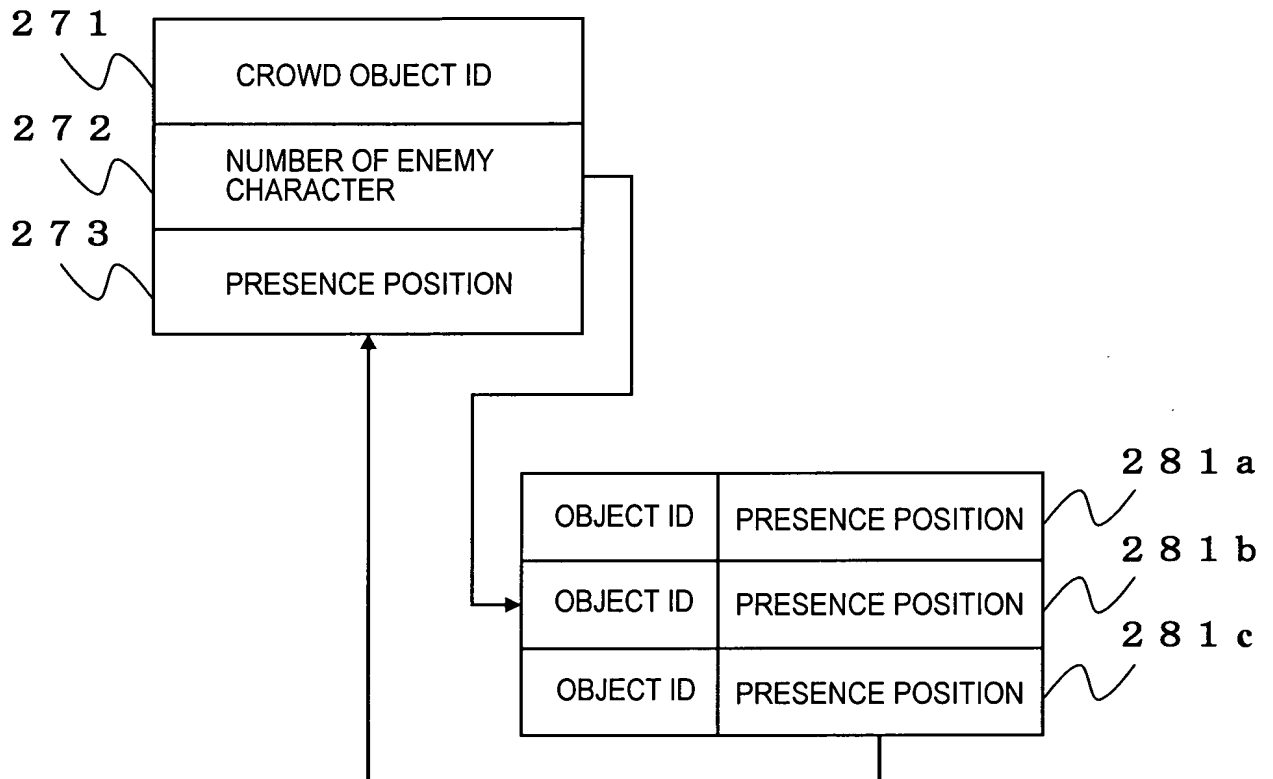 271
CROWD OBJECT ID
272
NUMBER OF ENEMY
CHARACTER
273
PRESENCE POSITION
281a
OBJECT ID PRESENCE POSITION
281b
OBJECT ID PRESENCE POSITION
281c
OBJECT ID PRESENCE POSITION